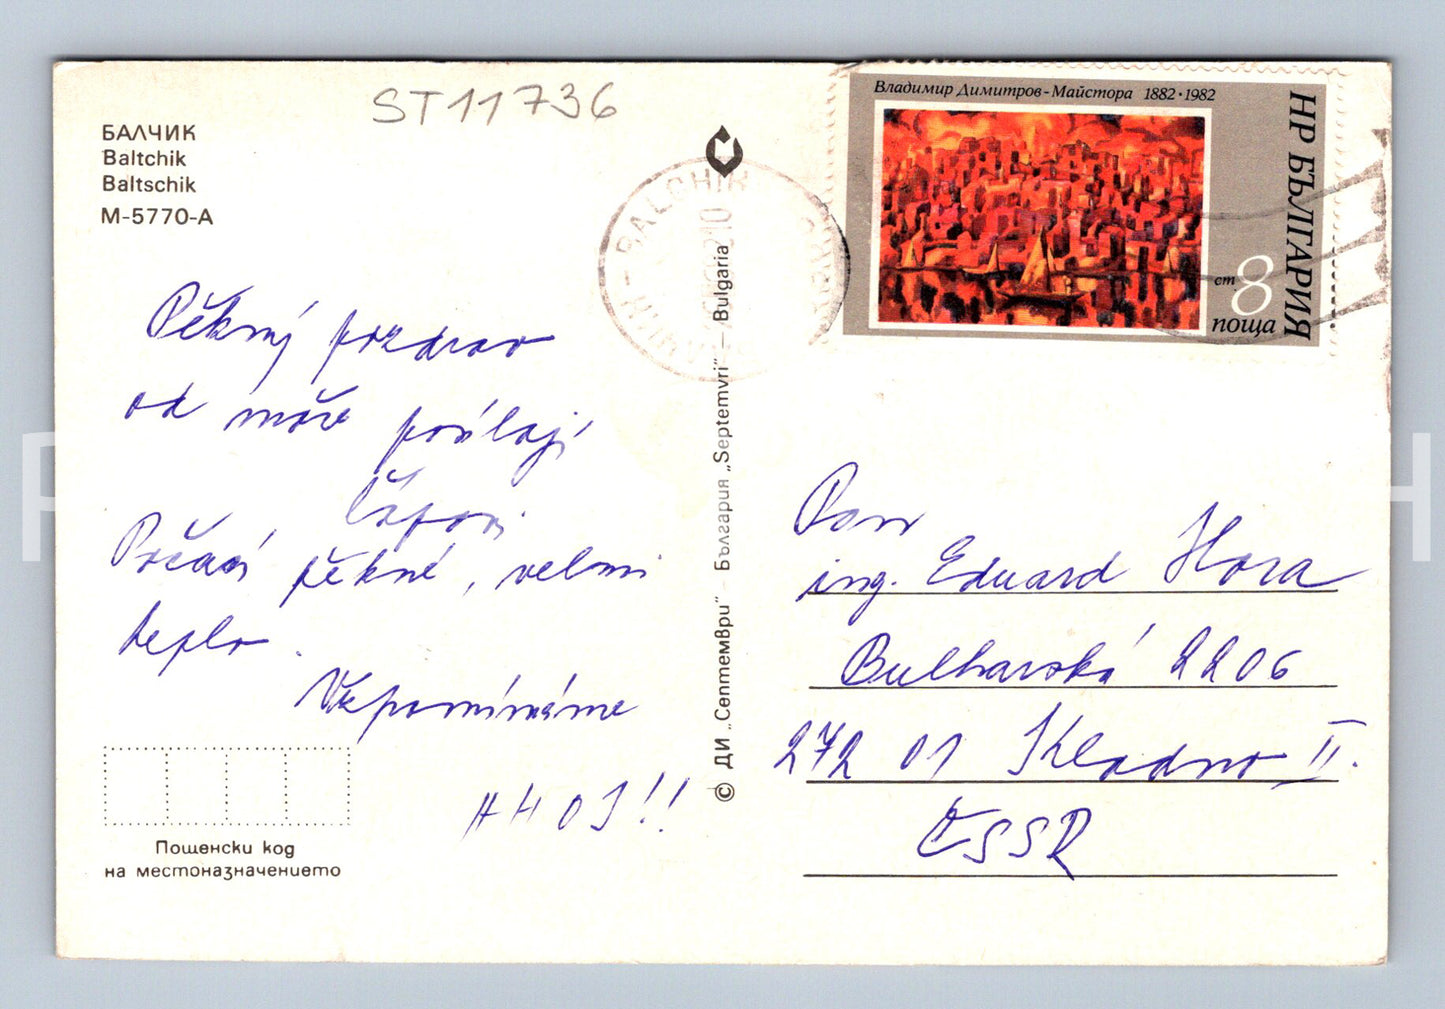 БАЛЧИК
Baltchik
Baltschik
М-5770-А
ST11736
Pěkný pozdrav
od moře posílají
Čápovi.
Počasí pěkné, velmi
teplo.
Vzpomínáme
AHOJ!!
Пощенски код
на местоназначението
© ДИ „Септември“ – България „Septemvri“ – Bulgaria
BALCHIK
Владимир Димитров-Майстора 1882·1982
НР БЪЛГАРИЯ
ст 8
поща
Pan
ing. Eduard Hora
Bulharská 2206
272 01 Kladno II.
ČSSR